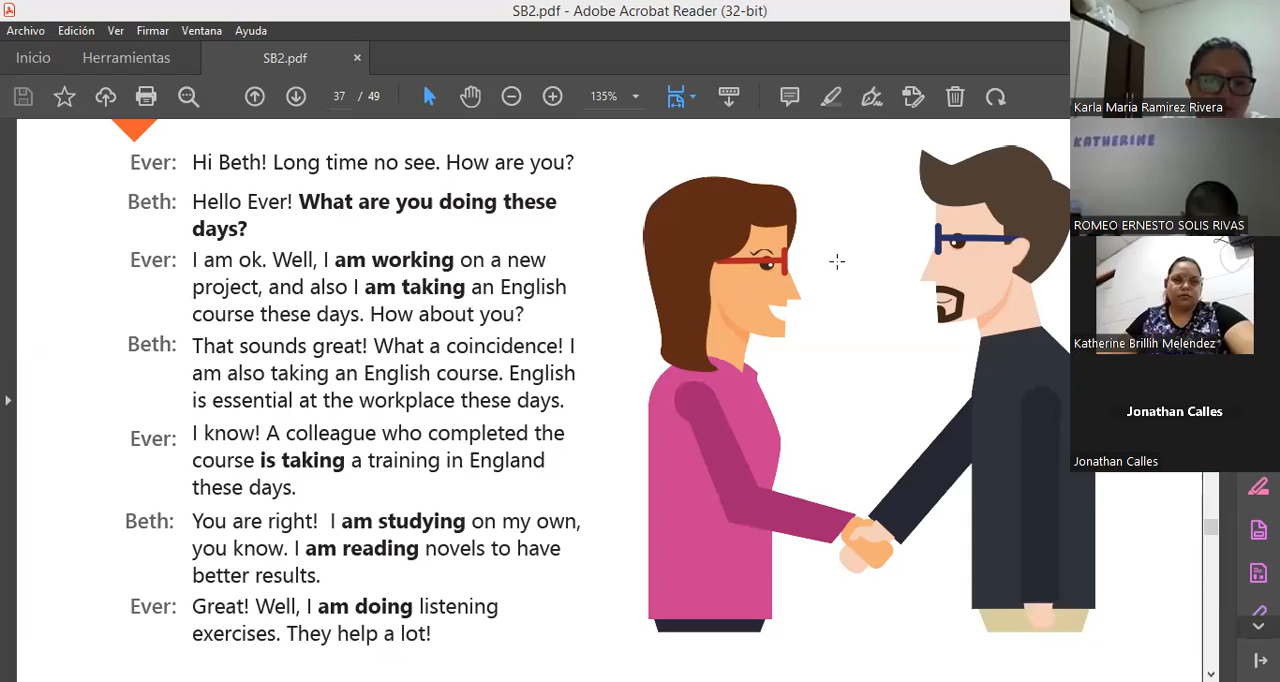 SB2.pdf - Adobe Acrobat Reader (32-bit)
Archivo Edición Ver Firmar Ventana Ayuda
Inicio Herramientas SB2.pdf ×
37 / 49 135%
Ever: Hi Beth! Long time no see. How are you?
Beth: Hello Ever! What are you doing these
days?
Ever: I am ok. Well, I am working on a new
project, and also I am taking an English
course these days. How about you?
Beth: That sounds great! What a coincidence! I
am also taking an English course. English
is essential at the workplace these days.
Ever: I know! A colleague who completed the
course is taking a training in England
these days.
Beth: You are right! I am studying on my own,
you know. I am reading novels to have
better results.
Ever: Great! Well, I am doing listening
exercises. They help a lot!
Karla Maria Ramirez Rivera
KATHERINE
ROMEO ERNESTO SOLIS RIVAS
Katherine Brillih Melendez
Jonathan Calles
Jonathan Calles